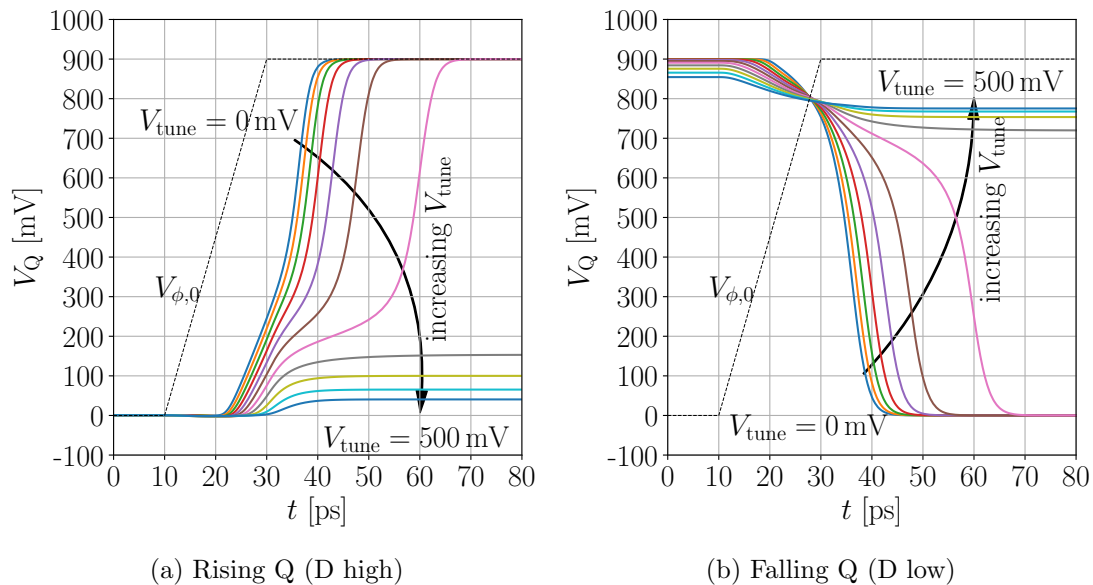 900
800
700
600
500
400
300
200
100
0
-100
V_Q [mV]
V_tune = 0 mV
V_ϕ,0
increasing V_tune
V_tune = 500 mV
0 10 20 30 40 50 60 70 80
t [ps]
(a) Rising Q (D high)
900
800
700
600
500
400
300
200
100
0
-100
V_Q [mV]
V_tune = 500 mV
increasing V_tune
V_ϕ,0
V_tune = 0 mV
0 10 20 30 40 50 60 70 80
t [ps]
(b) Falling Q (D low)